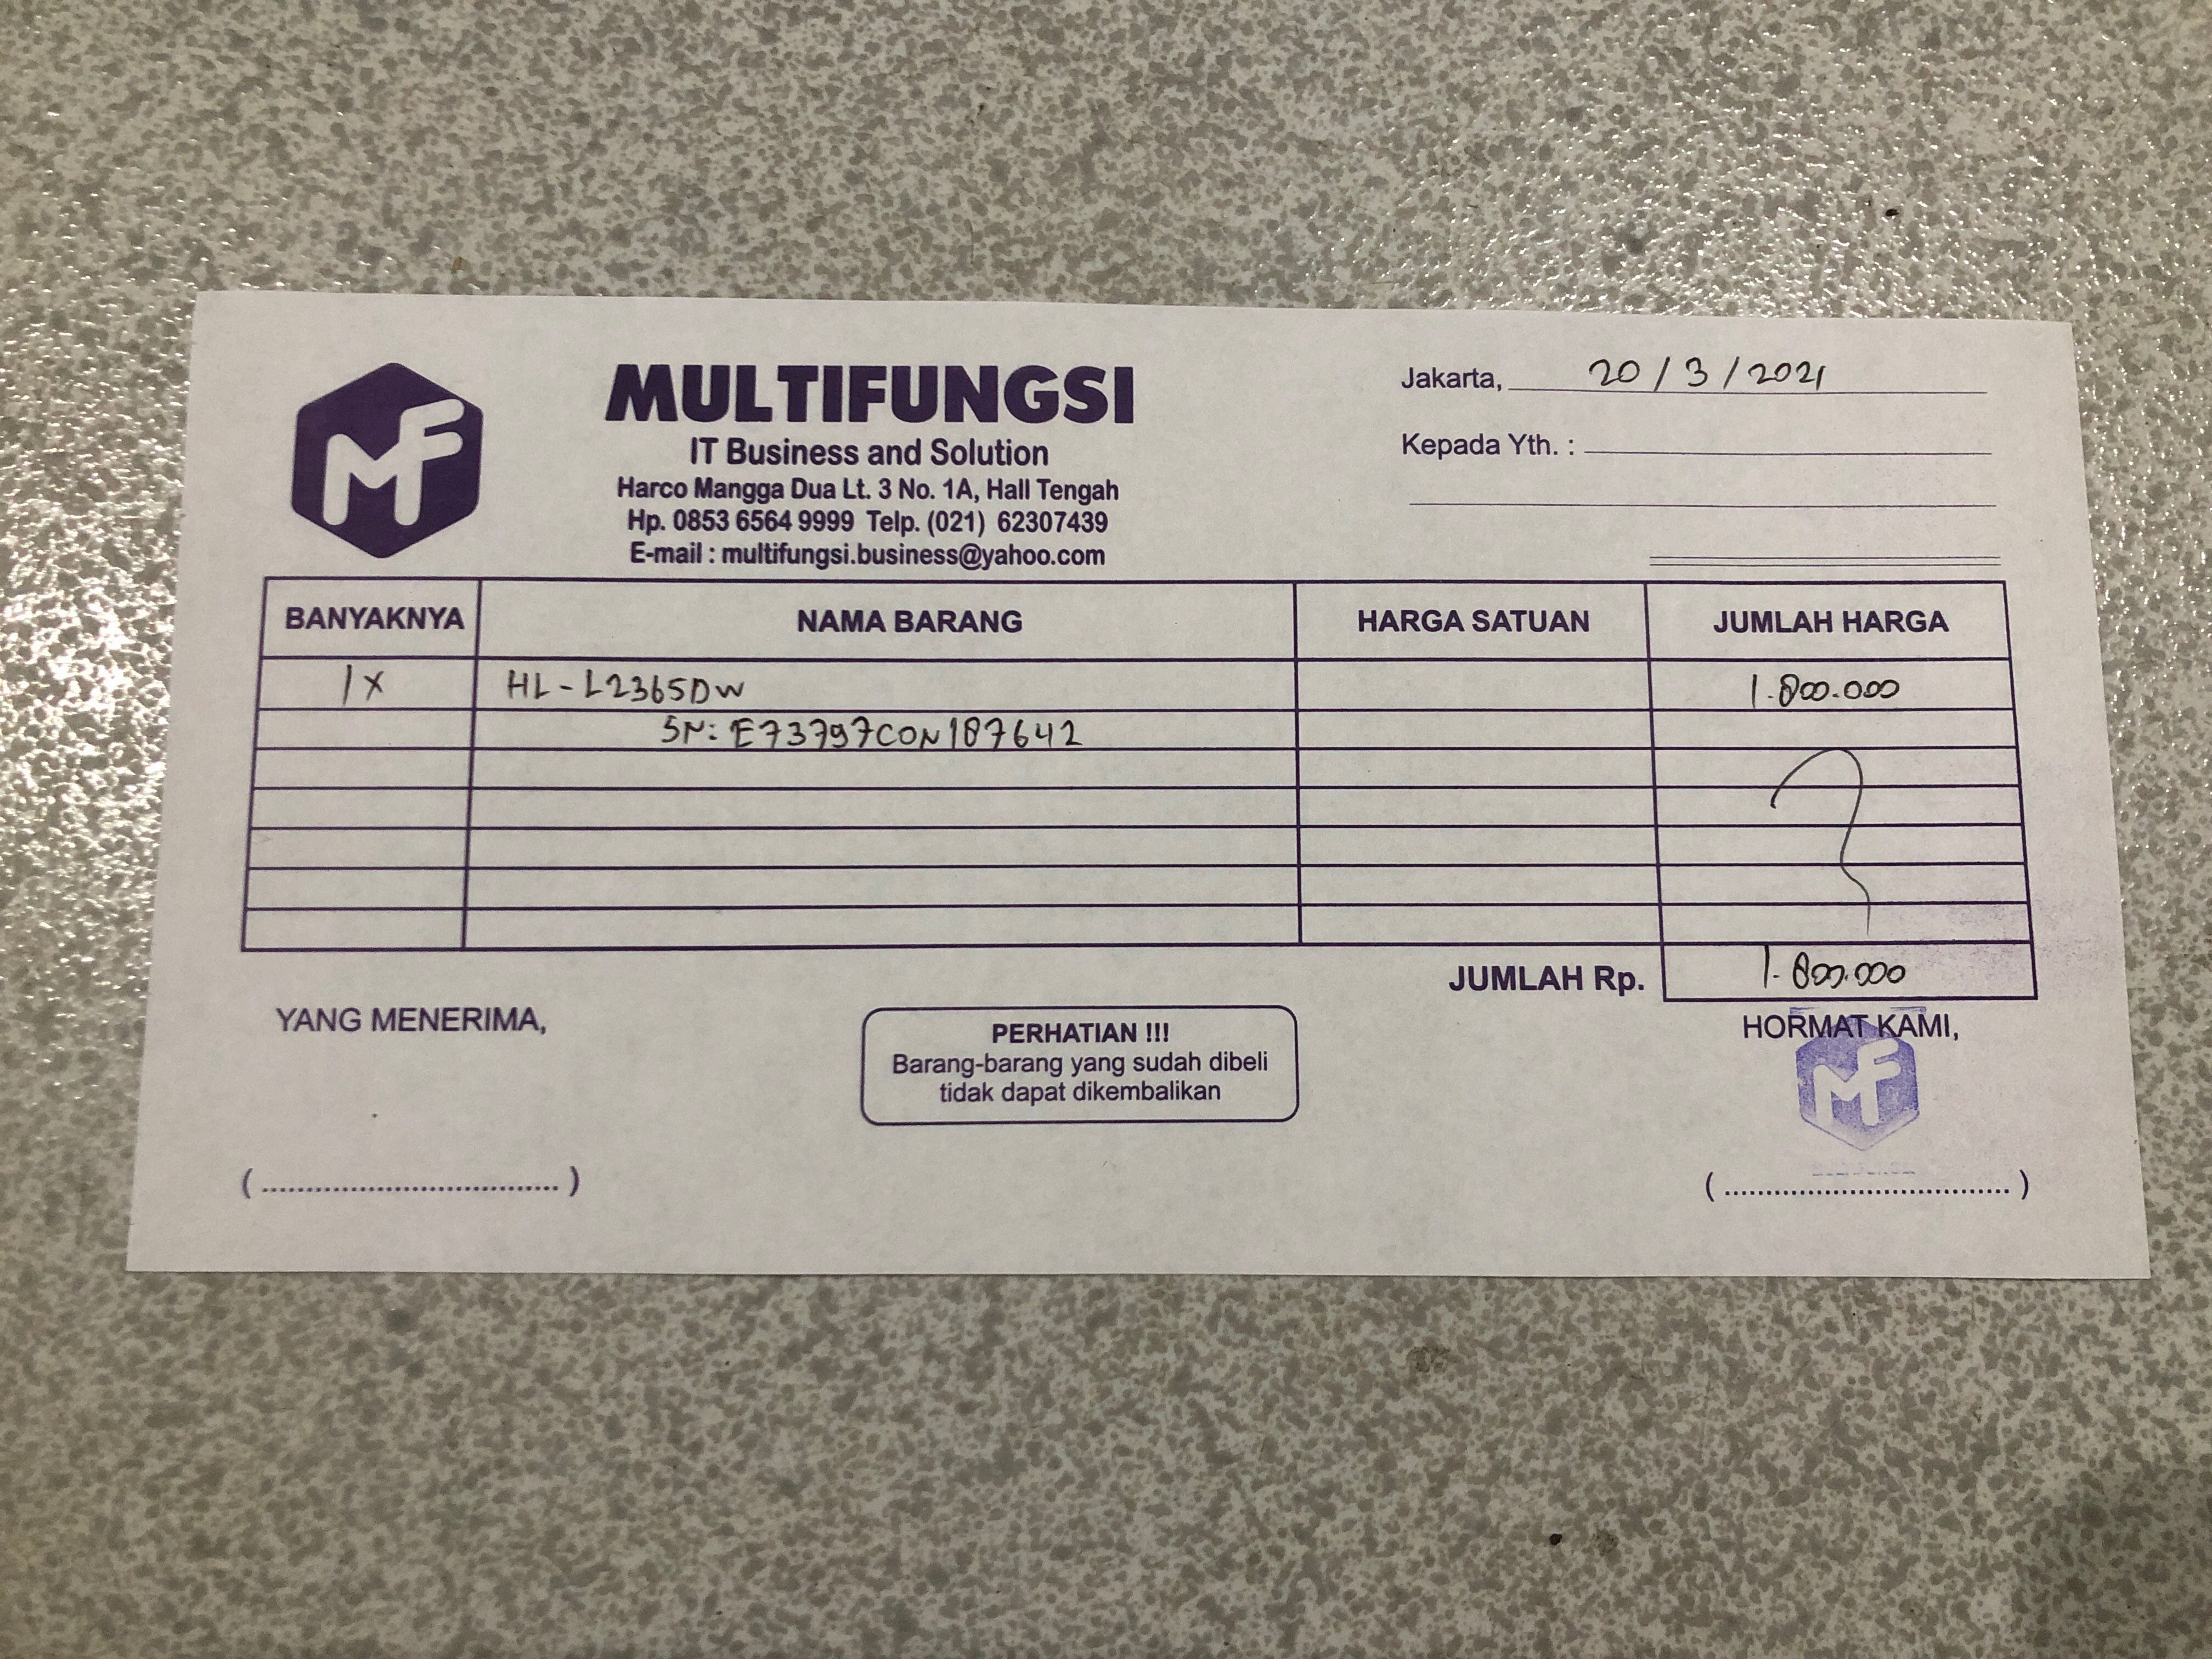 MF
MULTIFUNGSI
IT Business and Solution
Harco Mangga Dua Lt. 3 No. 1A, Hall Tengah
Hp. 0853 6564 9999 Telp. (021) 62307439
E-mail : multifungsi.business@yahoo.com
Jakarta, 20/3/2021
Kepada Yth. :
BANYAKNYA NAMA BARANG HARGA SATUAN JUMLAH HARGA
1X HL-L2365DW 1.800.000
SN: E73797C0N187642
JUMLAH Rp. 1.800.000
YANG MENERIMA,
PERHATIAN !!!
Barang-barang yang sudah dibeli
tidak dapat dikembalikan
HORMAT KAMI,
MF
(..................................)
(..................................)